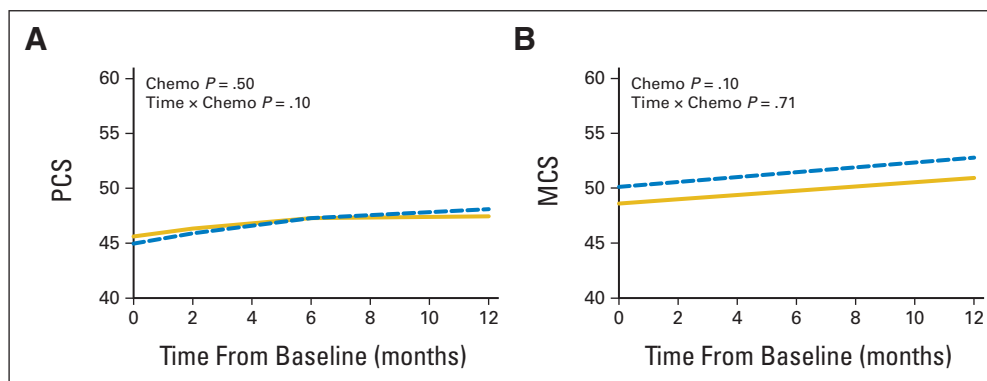 A
Chemo P = .50
Time × Chemo P = .10
60
55
50
45
40
PCS
0 2 4 6 8 10 12
Time From Baseline (months)
B
Chemo P = .10
Time × Chemo P = .71
60
55
50
45
40
MCS
0 2 4 6 8 10 12
Time From Baseline (months)